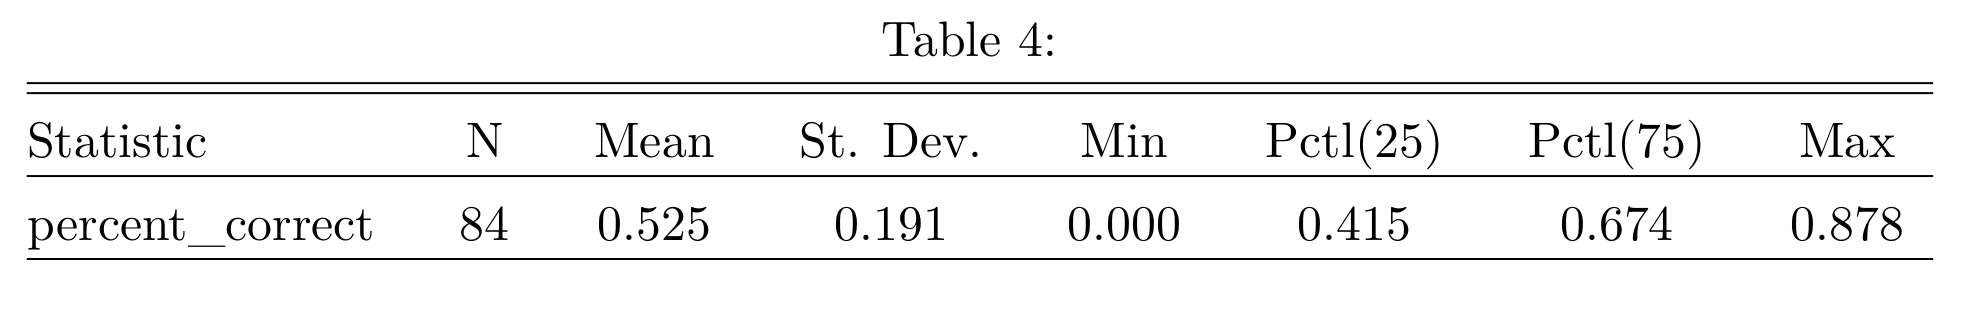 Table 4:
Statistic N Mean St. Dev. Min Pctl(25) Pctl(75) Max
percent_correct 84 0.525 0.191 0.000 0.415 0.674 0.878